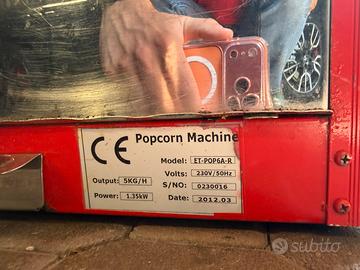 CE Popcorn Machine
Model: ET-POP6A-R
Output: 5KG/H Volts: 230V/50Hz
S/NO: 0230016
Power: 1.35kW Date: 2012.03
subito